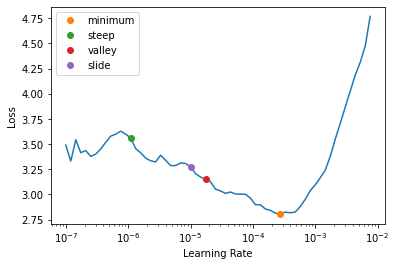 minimum
steep
valley
slide
4.75
4.50
4.25
4.00
3.75
3.50
3.25
3.00
2.75
Loss
10⁻⁷ 10⁻⁶ 10⁻⁵ 10⁻⁴ 10⁻³ 10⁻²
Learning Rate